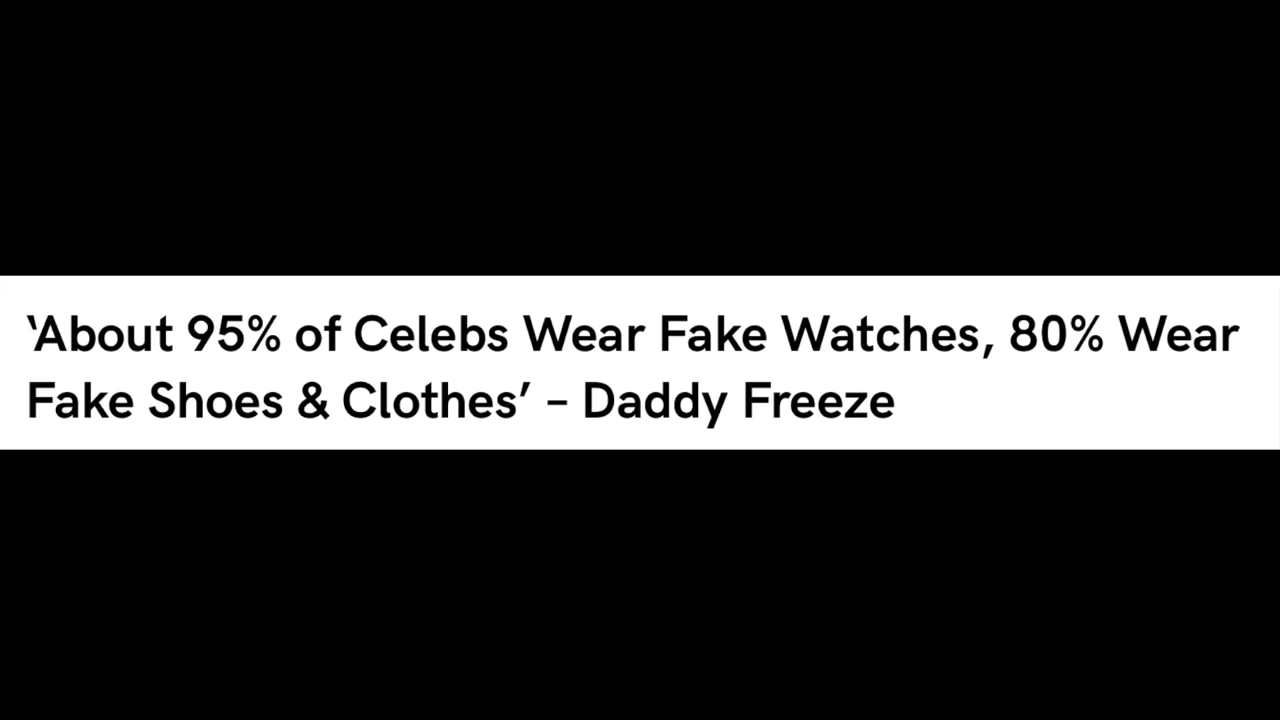 ‘About 95% of Celebs Wear Fake Watches, 80% Wear
Fake Shoes & Clothes’ – Daddy Freeze